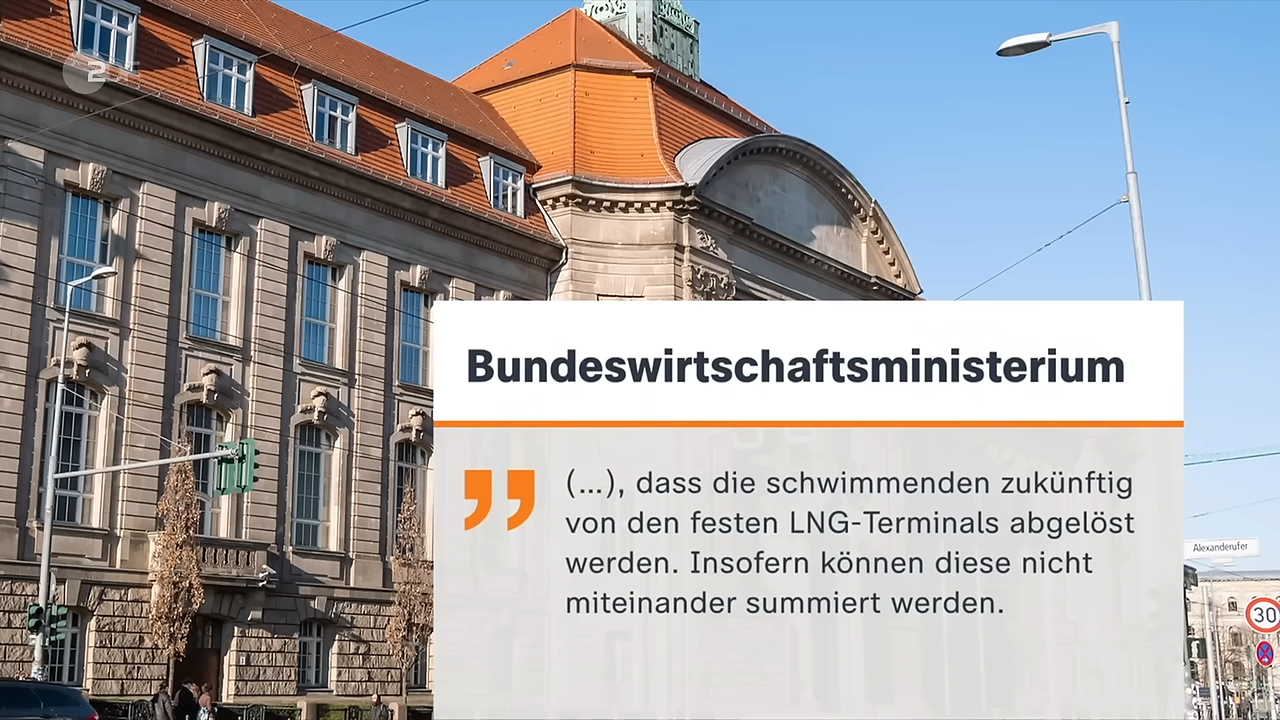 2
Bundeswirtschaftsministerium
” (...), dass die schwimmenden zukünftig
von den festen LNG-Terminals abgelöst
werden. Insofern können diese nicht
miteinander summiert werden.
Alexanderufer
30